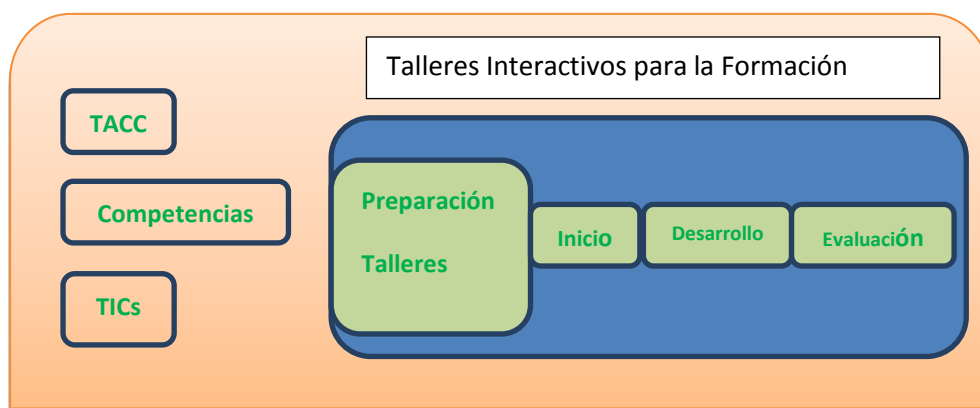 Talleres Interactivos para la Formación
TACC
Competencias
TICs
Preparación
Talleres
Inicio
Desarrollo
Evaluación